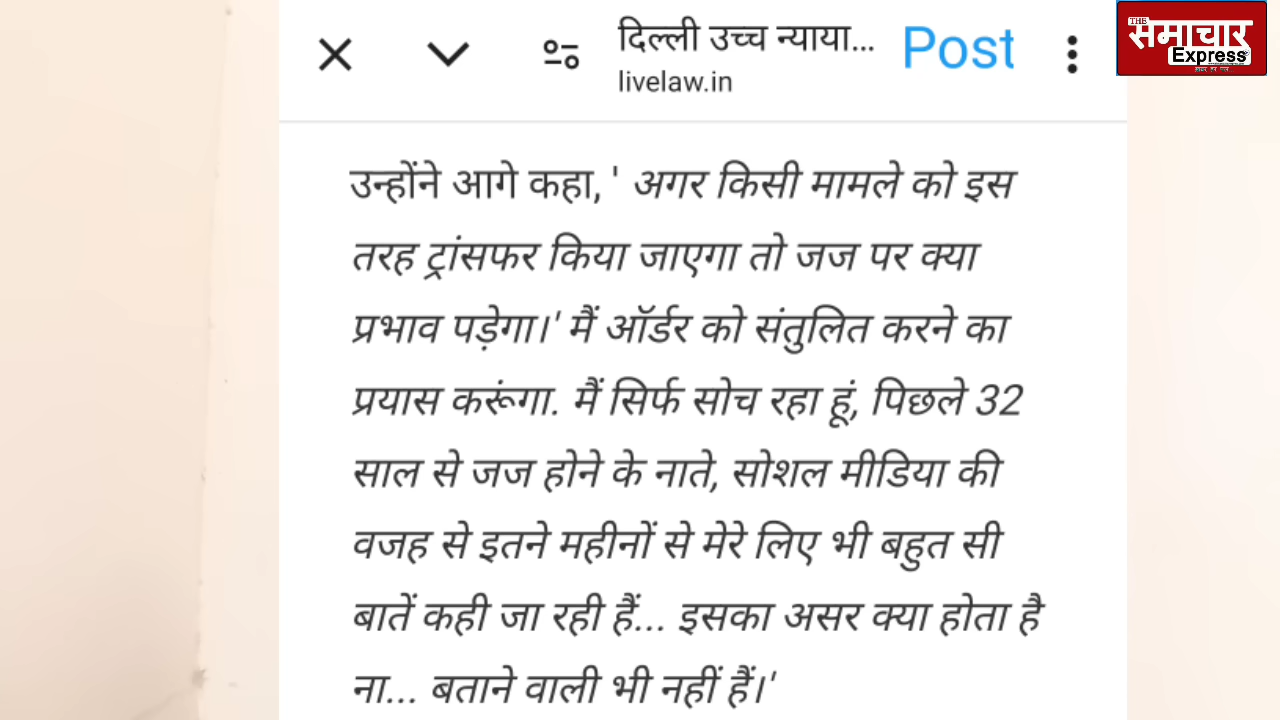 दिल्ली उच्च न्याया...
livelaw.in
Post
THE
समाचार
Express
उन्होंने आगे कहा, ' अगर किसी मामले को इस
तरह ट्रांसफर किया जाएगा तो जज पर क्या
प्रभाव पड़ेगा।' मैं ऑर्डर को संतुलित करने का
प्रयास करूंगा. मैं सिर्फ सोच रहा हूं, पिछले 32
साल से जज होने के नाते, सोशल मीडिया की
वजह से इतने महीनों से मेरे लिए भी बहुत सी
बातें कही जा रही हैं... इसका असर क्या होता है
ना... बताने वाली भी नहीं हैं।'